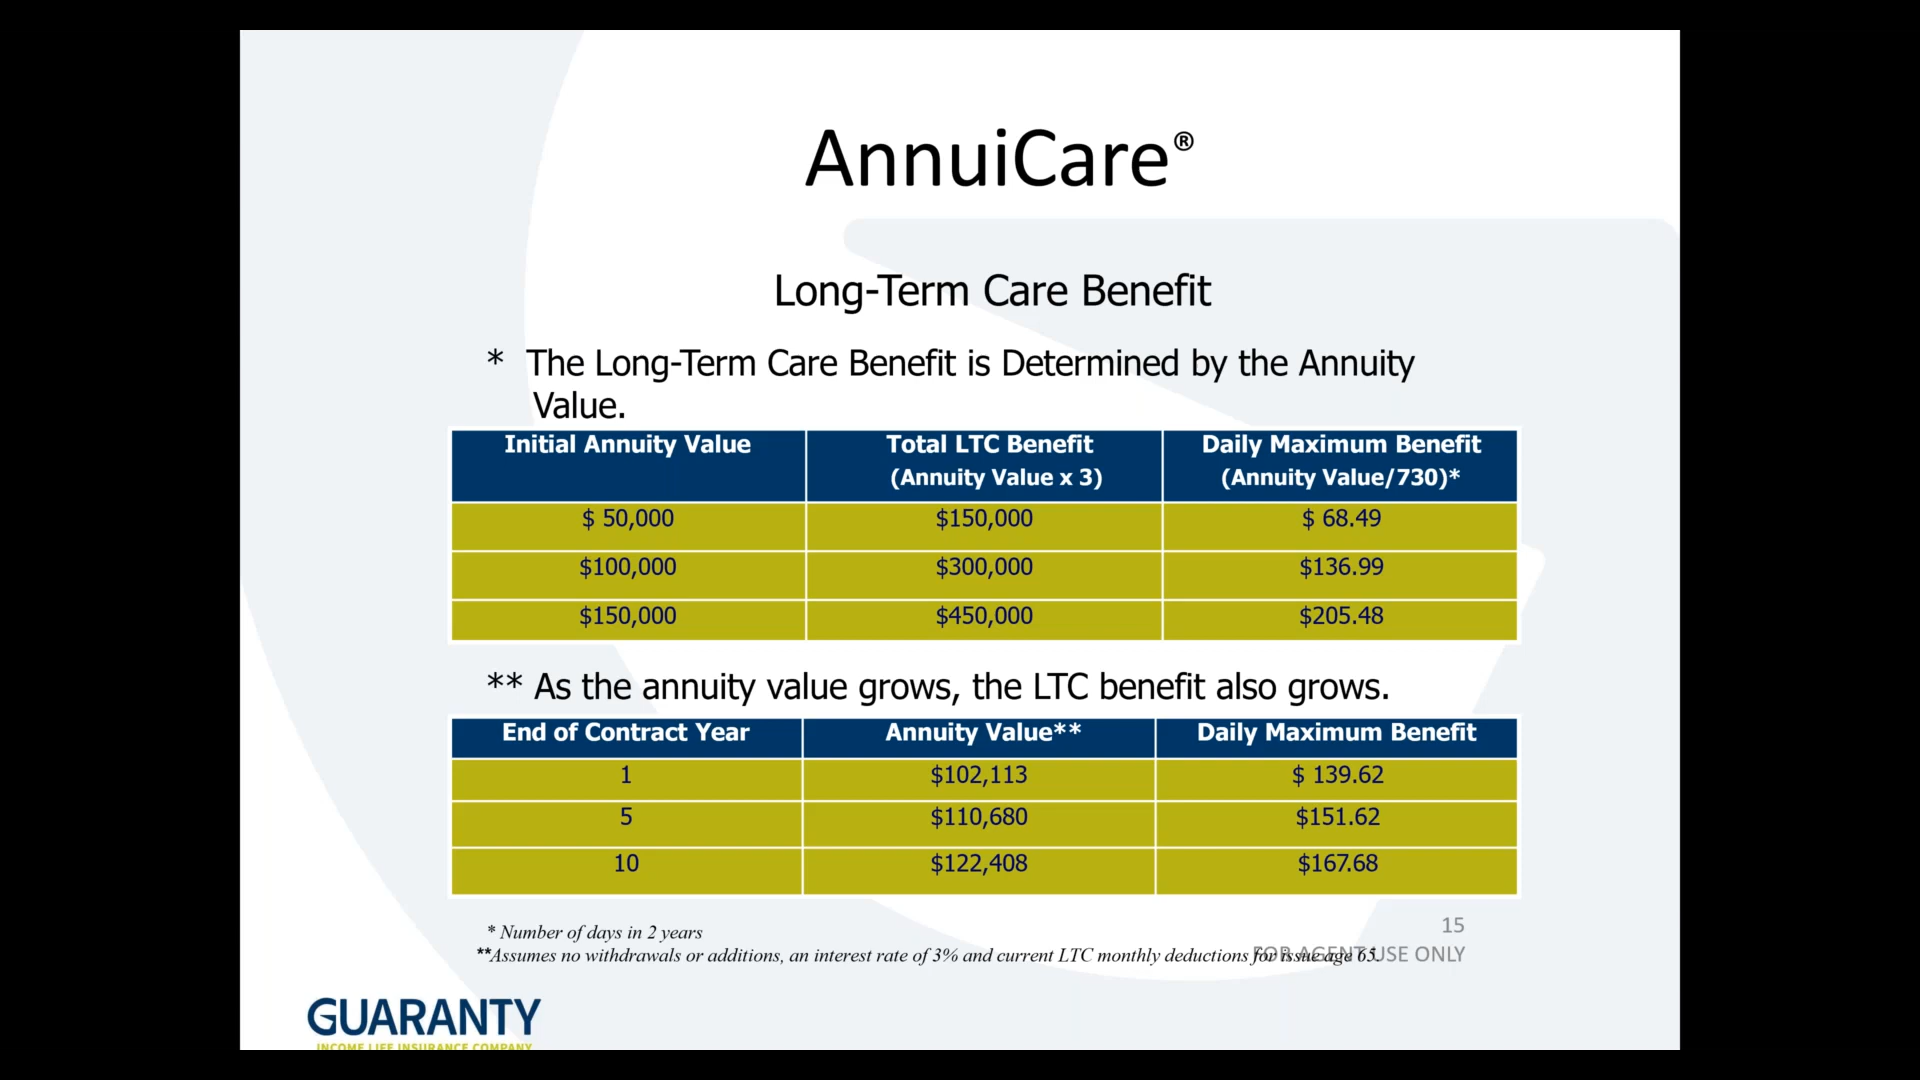 AnnuiCare®
Long-Term Care Benefit
* The Long-Term Care Benefit is Determined by the Annuity
Value.
Initial Annuity Value Total LTC Benefit Daily Maximum Benefit
(Annuity Value x 3) (Annuity Value/730)*
$ 50,000 $150,000 $ 68.49
$100,000 $300,000 $136.99
$150,000 $450,000 $205.48
** As the annuity value grows, the LTC benefit also grows.
End of Contract Year Annuity Value** Daily Maximum Benefit
1 $102,113 $ 139.62
5 $110,680 $151.62
10 $122,408 $167.68
* Number of days in 2 years
15
**Assumes no withdrawals or additions, an interest rate of 3% and current LTC monthly deductions for issue age 65.
FOR AGENT USE ONLY
GUARANTY
INCOME LIFE INSURANCE COMPANY